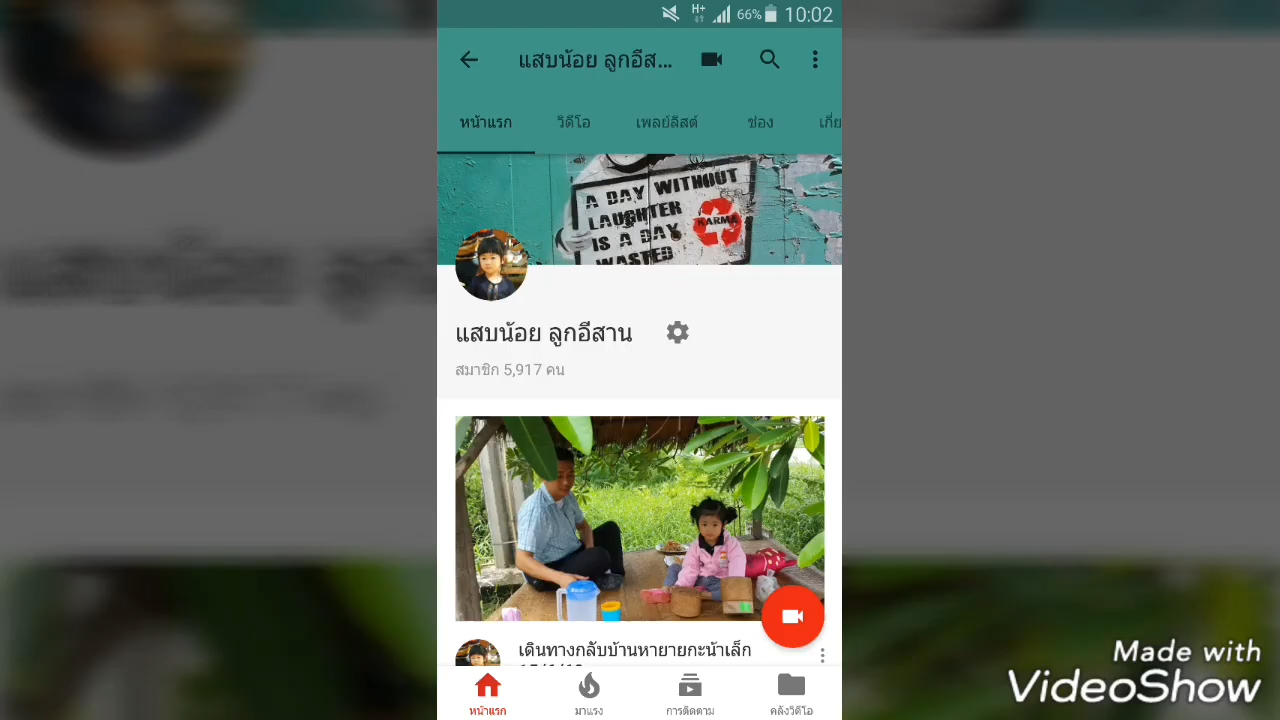 H+ 66% 10:02
แสบน้อย ลูกอีส...
หน้าแรก วิดีโอ เพลย์ลิสต์ ช่อง เกี่ย
A DAY WITHOUT
LAUGHTER
IS A DAY
WASTED
KARMA
แสบน้อย ลูกอีสาน
สมาชิก 5,917 คน
เดินทางกลับบ้านหายายกะน้าเล็ก
หน้าแรก มาแรง การติดตาม คลังวิดีโอ
Made with
VideoShow